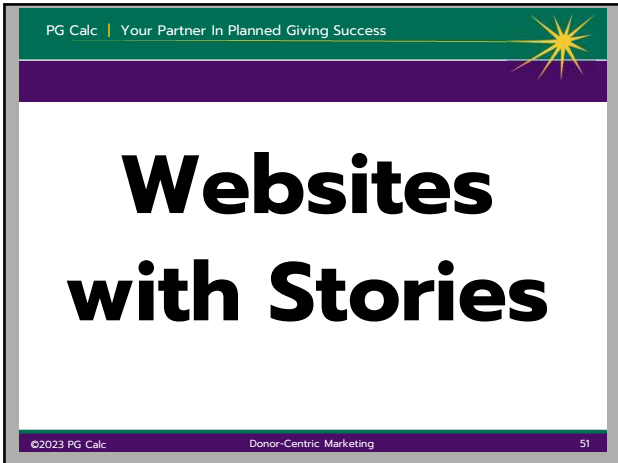 PG Calc | Your Partner In Planned Giving Success
Websites
with Stories
©2023 PG Calc Donor-Centric Marketing 51